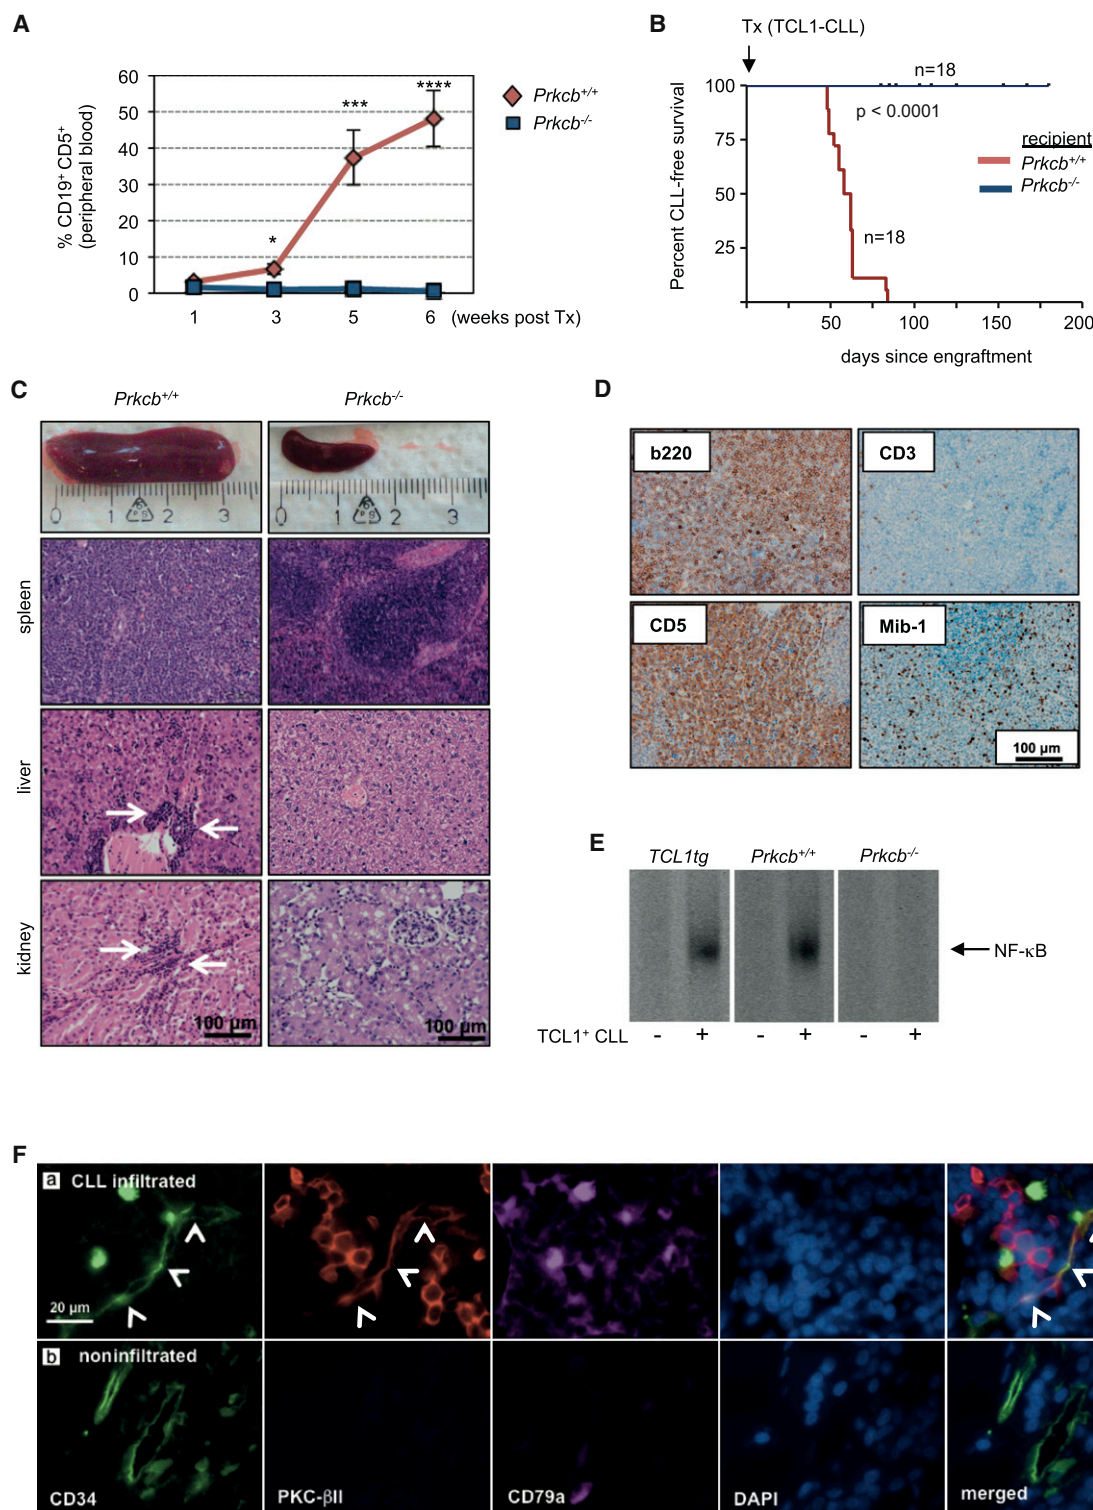 A
% CD19+ CD5+
(peripheral blood)
60
50
40
30
20
10
0
*
***
****
1 3 5 6 (weeks post Tx)
Prkcb+/+
Prkcb-/-
B
Tx (TCL1-CLL)
Percent CLL-free survival
100
75
50
25
n=18
p < 0.0001
n=18
recipient
Prkcb+/+
Prkcb-/-
50 100 150 200
days since engraftment
C
Prkcb+/+ Prkcb-/-
0 1 2 3
0 1 2 3
spleen
liver
kidney
100 µm
100 µm
D
b220
CD3
CD5
Mib-1
100 µm
E
TCL1tg Prkcb+/+ Prkcb-/-
NF-κB
TCL1+ CLL - + - + - +
F
a CLL infiltrated
20 µm
b noninfiltrated
CD34 PKC-βII CD79a DAPI merged